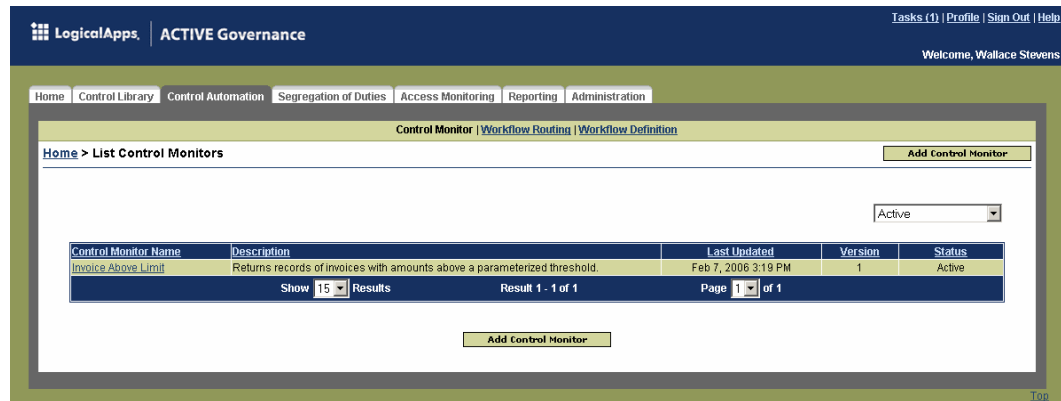 Tasks (1) | Profile | Sign Out | Help
LogicalApps. | ACTIVE Governance
Welcome, Wallace Stevens
Home Control Library Control Automation Segregation of Duties Access Monitoring Reporting Administration
Control Monitor | Workflow Routing | Workflow Definition
Home > List Control Monitors Add Control Monitor
Active
Control Monitor Name Description Last Updated Version Status
Invoice Above Limit Returns records of invoices with amounts above a parameterized threshold. Feb 7, 2006 3:19 PM 1 Active
Show 15 Results Result 1 - 1 of 1 Page 1 of 1
Add Control Monitor
Top